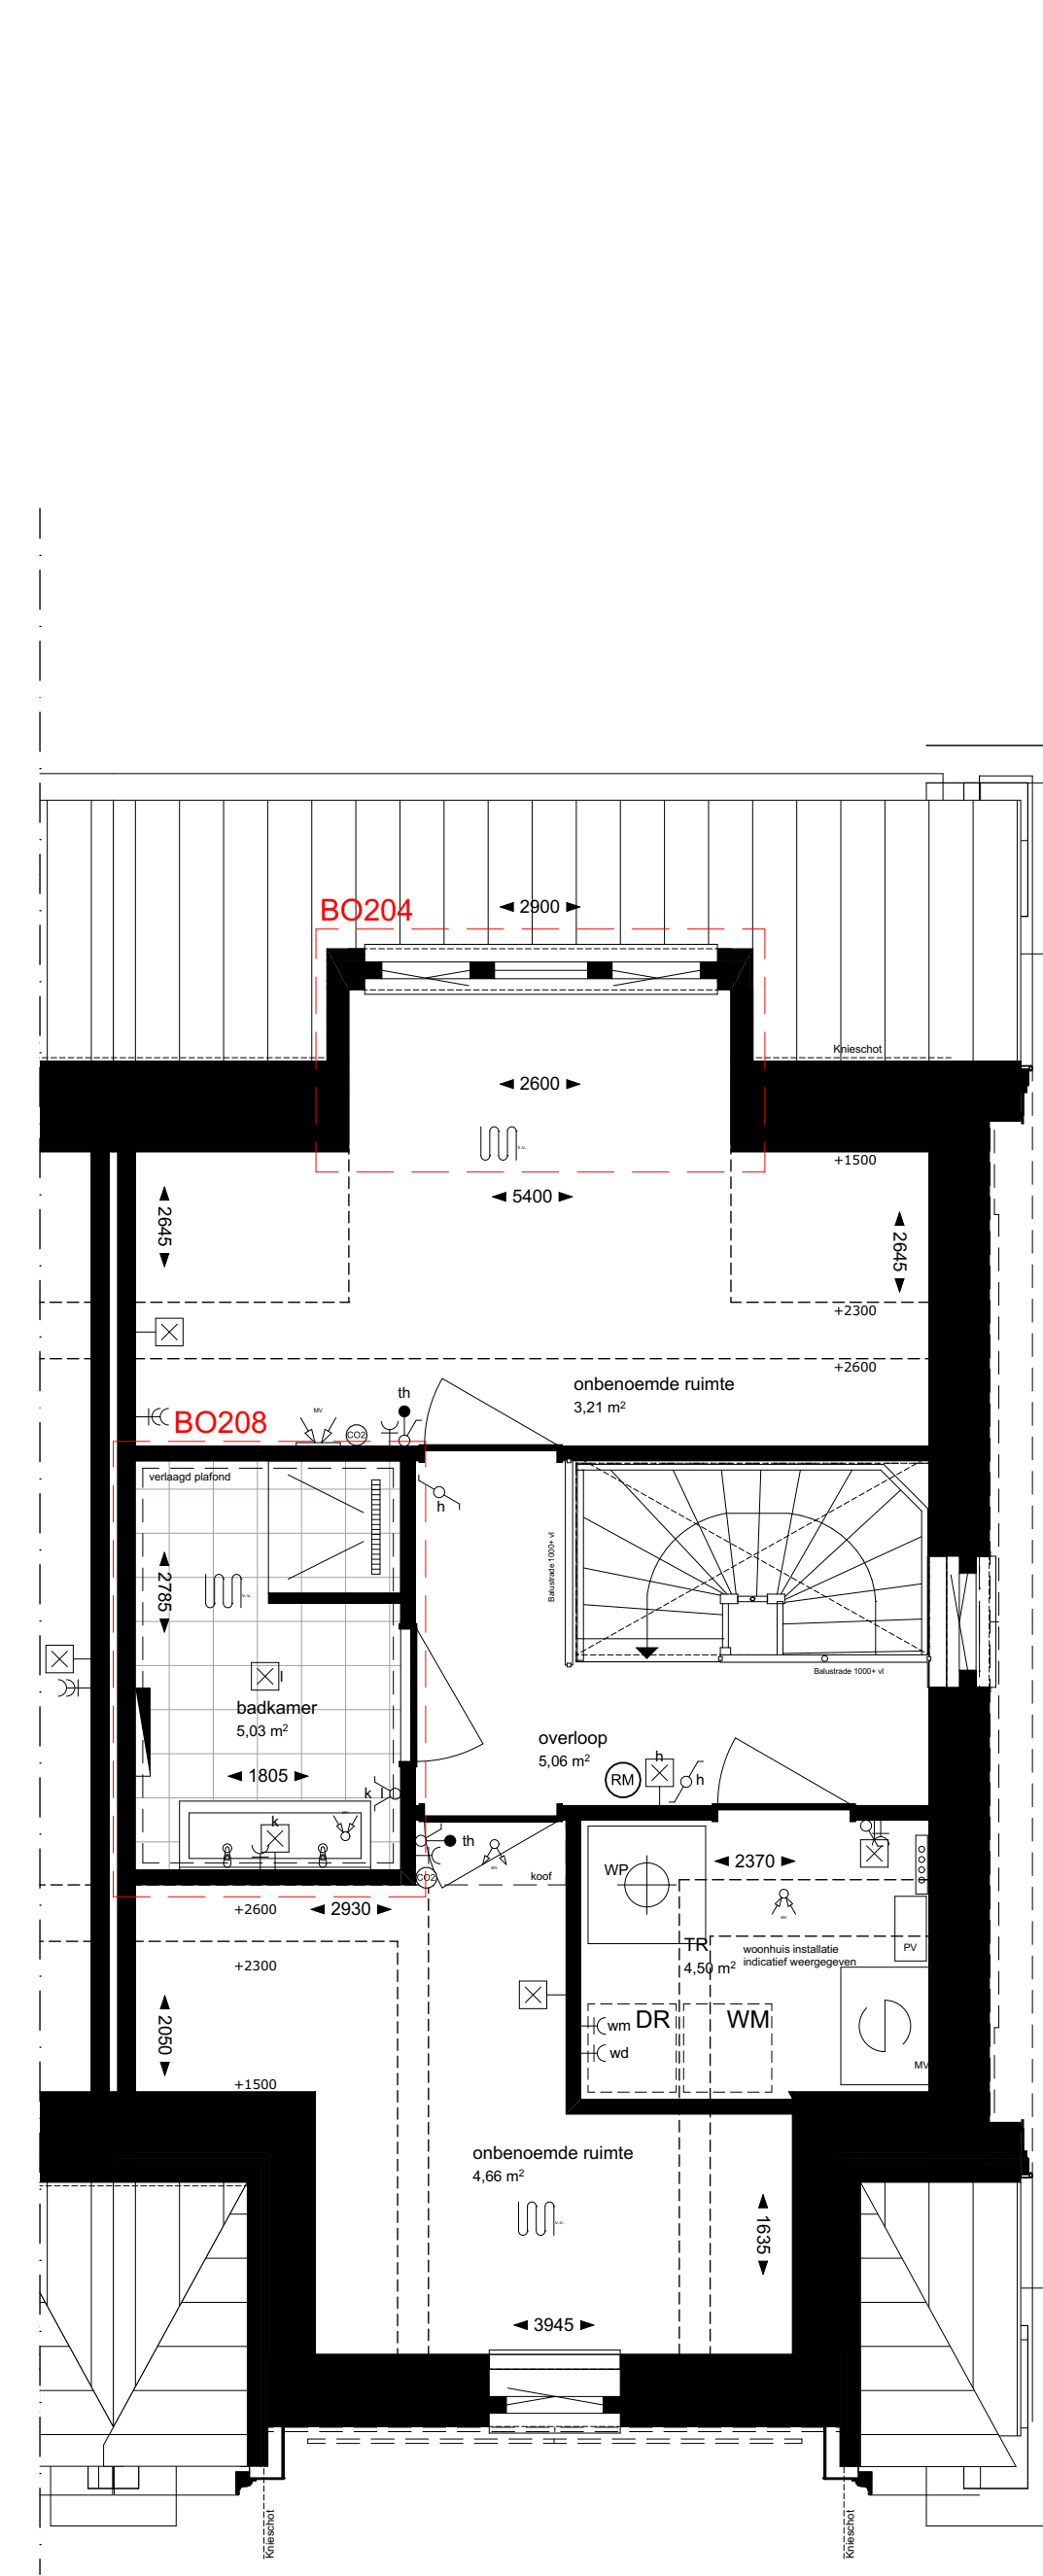 BO204
2900
Knieschot
2600
v.v.
+1500
5400
2645
2645
+2300
+2600
onbenoemde ruimte
3,21 m²
th
MV
CO2
BO208
verlaagd plafond
h
Balustrade 1000+ vl
2785
v.v.
l
badkamer
5,03 m²
Balustrade 1000+ vl
overloop
5,06 m²
h
RM
h
1805
k l
k
th
CO2
koof
2370
WP
TR
4,50 m²
woonhuis installatie
indicatief weergegeven
PV
+2600
2930
+2300
2050
+1500
wm
DR
WM
wd
MV
onbenoemde ruimte
4,66 m²
v.v.
1635
3945
Knieschot
Knieschot